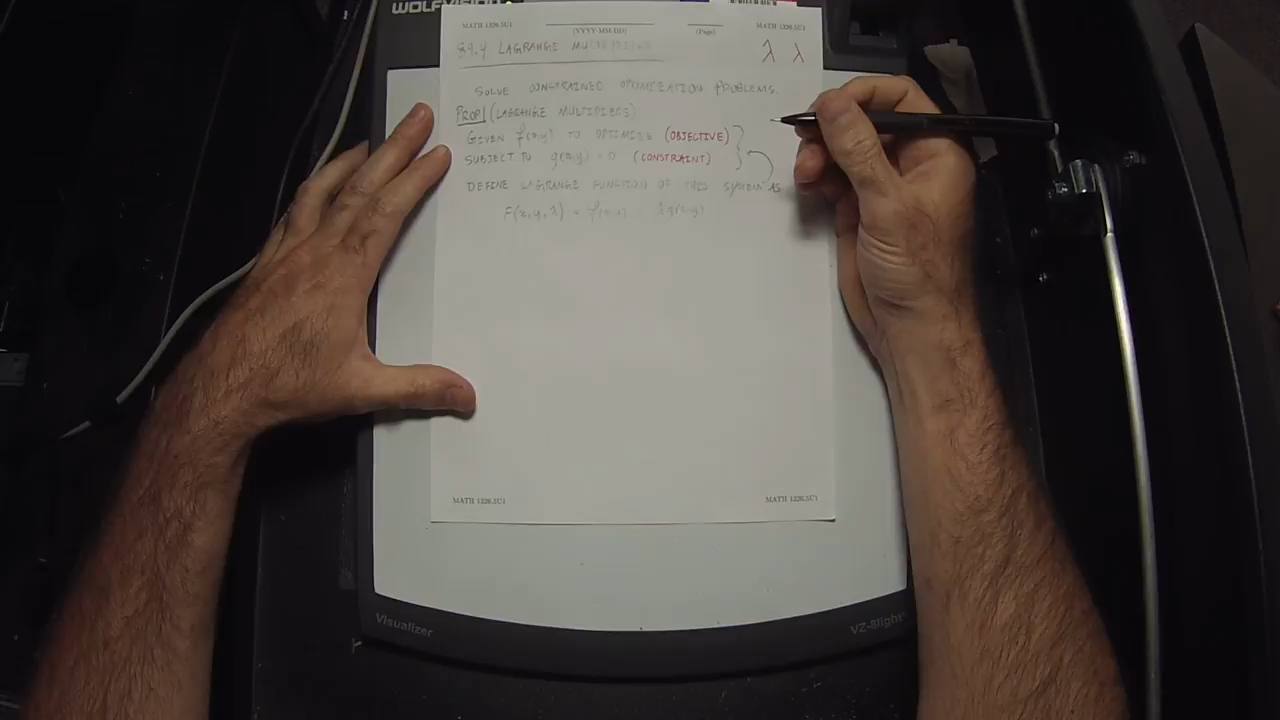 WOLFVISION
MATH 1326.5U1 (YYYY-MM-DD) (Page) MATH 1326.5U1
§9.4 LAGRANGE MULTIPLIERS
λ λ
SOLVE CONSTRAINED OPTIMIZATION PROBLEMS.
PROP (LAGRANGE MULTIPLIERS)
GIVEN f(x,y) TO OPTIMIZE (OBJECTIVE)
SUBJECT TO g(x,y) = 0 (CONSTRAINT)
DEFINE LAGRANGE FUNCTION OF THIS SYSTEM AS
F(x, y, λ) = f(x,y) - λg(x,y)
MATH 1326.5U1 MATH 1326.5U1
Visualizer VZ-8light